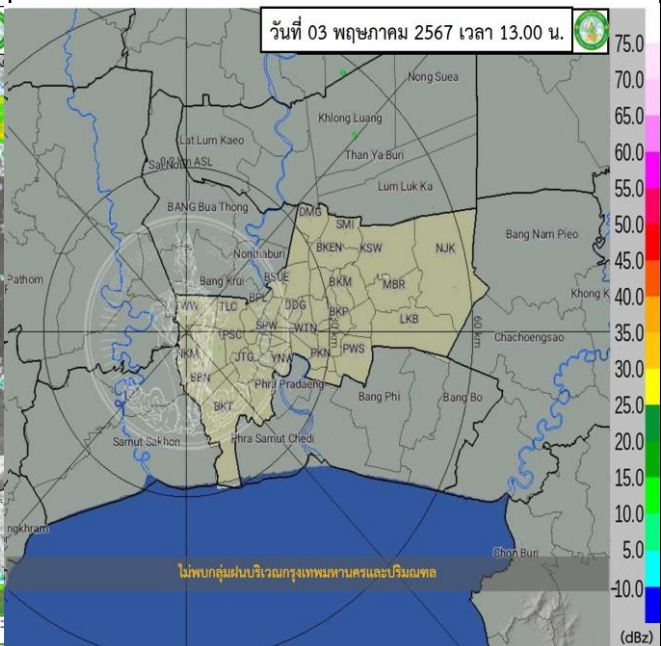 วันที่ 03 พฤษภาคม 2567 เวลา 13.00 น.
75.0
Nong Suea
70.0
Khlong Luang
65.0
Lat Lum Kaeo
Than Ya Buri
60.0
Lum Luk Ka
55.0
BANG Bua Thong
DMG
SMI
50.0
BKEN
KSW
NJK
Bang Nam Pieo
Nonthaburi
45.0
Pathom
Bang Krui
BSUE
BKM
MBR
Khong K
40.0
BPL
TLC
DDG
BKP
LKB
35.0
PSC
SPW
WTN
60 km
Chachoengsao
30.0
NKM
JTG
YNW
PKN
PWS
BBN
Phra Pradaeng
25.0
BKT
Bang Phi
Bang Bo
20.0
Samut Sakhon
Phra Samut Chedi
15.0
10.0
ngkhram
Chon Buri
5.0
ไม่พบกลุ่มฝนบริเวณกรุงเทพมหานครและปริมณฑล
-10.0
(dBz)